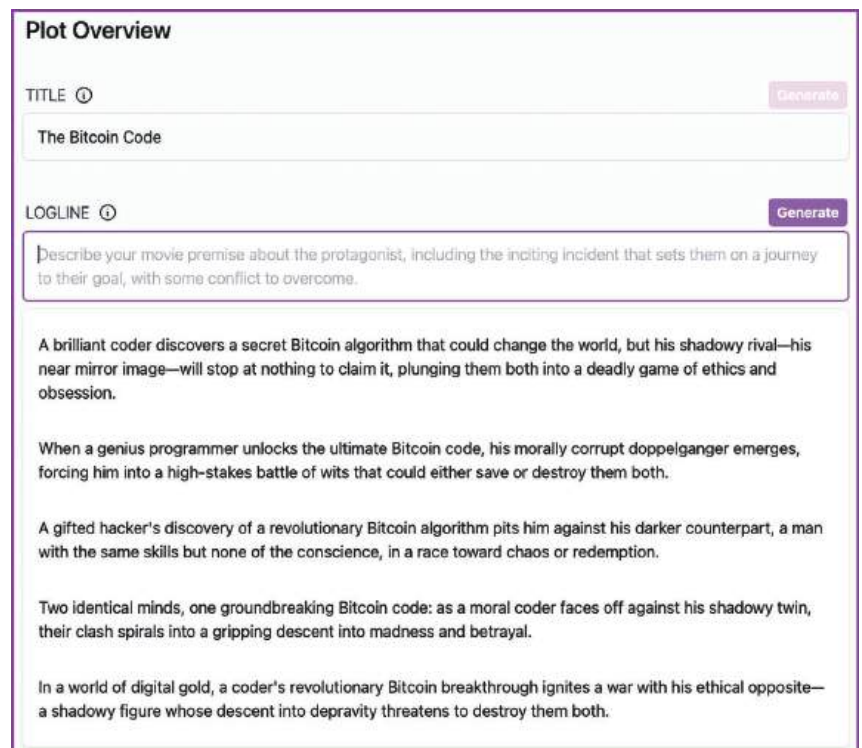 Plot Overview
TITLE ⓘ
Generate
The Bitcoin Code
LOGLINE ⓘ
Generate
Describe your movie premise about the protagonist, including the inciting incident that sets them on a journey
to their goal, with some conflict to overcome.
A brilliant coder discovers a secret Bitcoin algorithm that could change the world, but his shadowy rival—his
near mirror image—will stop at nothing to claim it, plunging them both into a deadly game of ethics and
obsession.
When a genius programmer unlocks the ultimate Bitcoin code, his morally corrupt doppelganger emerges,
forcing him into a high-stakes battle of wits that could either save or destroy them both.
A gifted hacker's discovery of a revolutionary Bitcoin algorithm pits him against his darker counterpart, a man
with the same skills but none of the conscience, in a race toward chaos or redemption.
Two identical minds, one groundbreaking Bitcoin code: as a moral coder faces off against his shadowy twin,
their clash spirals into a gripping descent into madness and betrayal.
In a world of digital gold, a coder's revolutionary Bitcoin breakthrough ignites a war with his ethical opposite—
a shadowy figure whose descent into depravity threatens to destroy them both.